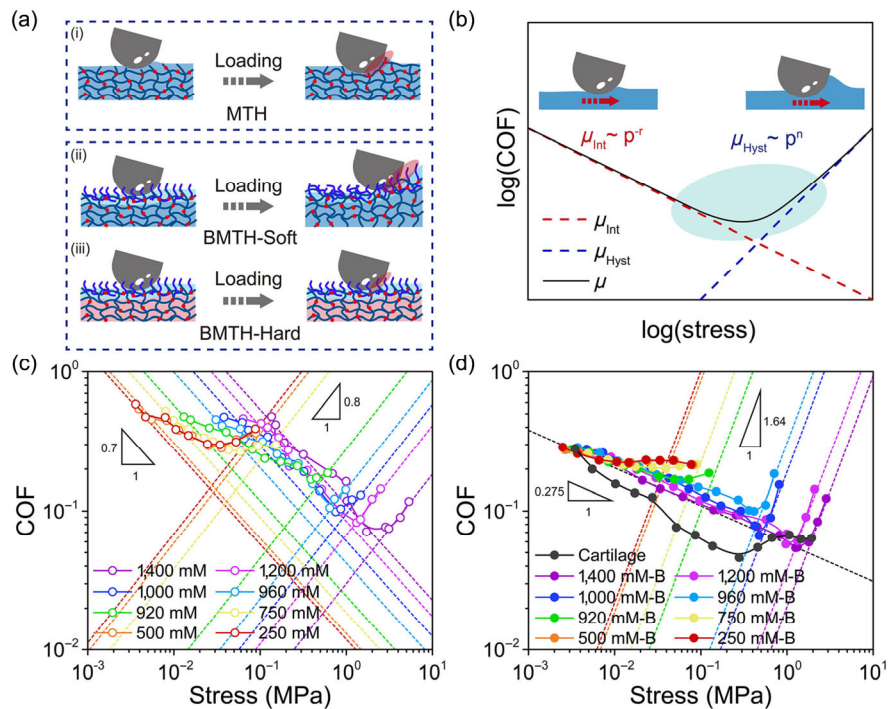 (a)
(i)
Loading
MTH
(ii)
Loading
BMTH-Soft
(iii)
Loading
BMTH-Hard
(b)
log(COF)
μInt~ p-r
μHyst~ pn
μInt
μHyst
μ
log(stress)
(c)
COF
10⁰
10⁻¹
10⁻²
0.7
1
0.8
1
1400 mM
1,200 mM
1,000 mM
960 mM
920 mM
750 mM
500 mM
250 mM
10⁻³
10⁻²
10⁻¹
10⁰
10¹
Stress (MPa)
(d)
COF
10⁰
10⁻¹
10⁻²
1.64
1
0.275
1
Cartilage
1,400 mM-B
1,200 mM-B
1,000 mM-B
960 mM-B
920 mM-B
750 mM-B
500 mM-B
250 mM-B
10⁻³
10⁻²
10⁻¹
10⁰
10¹
Stress (MPa)